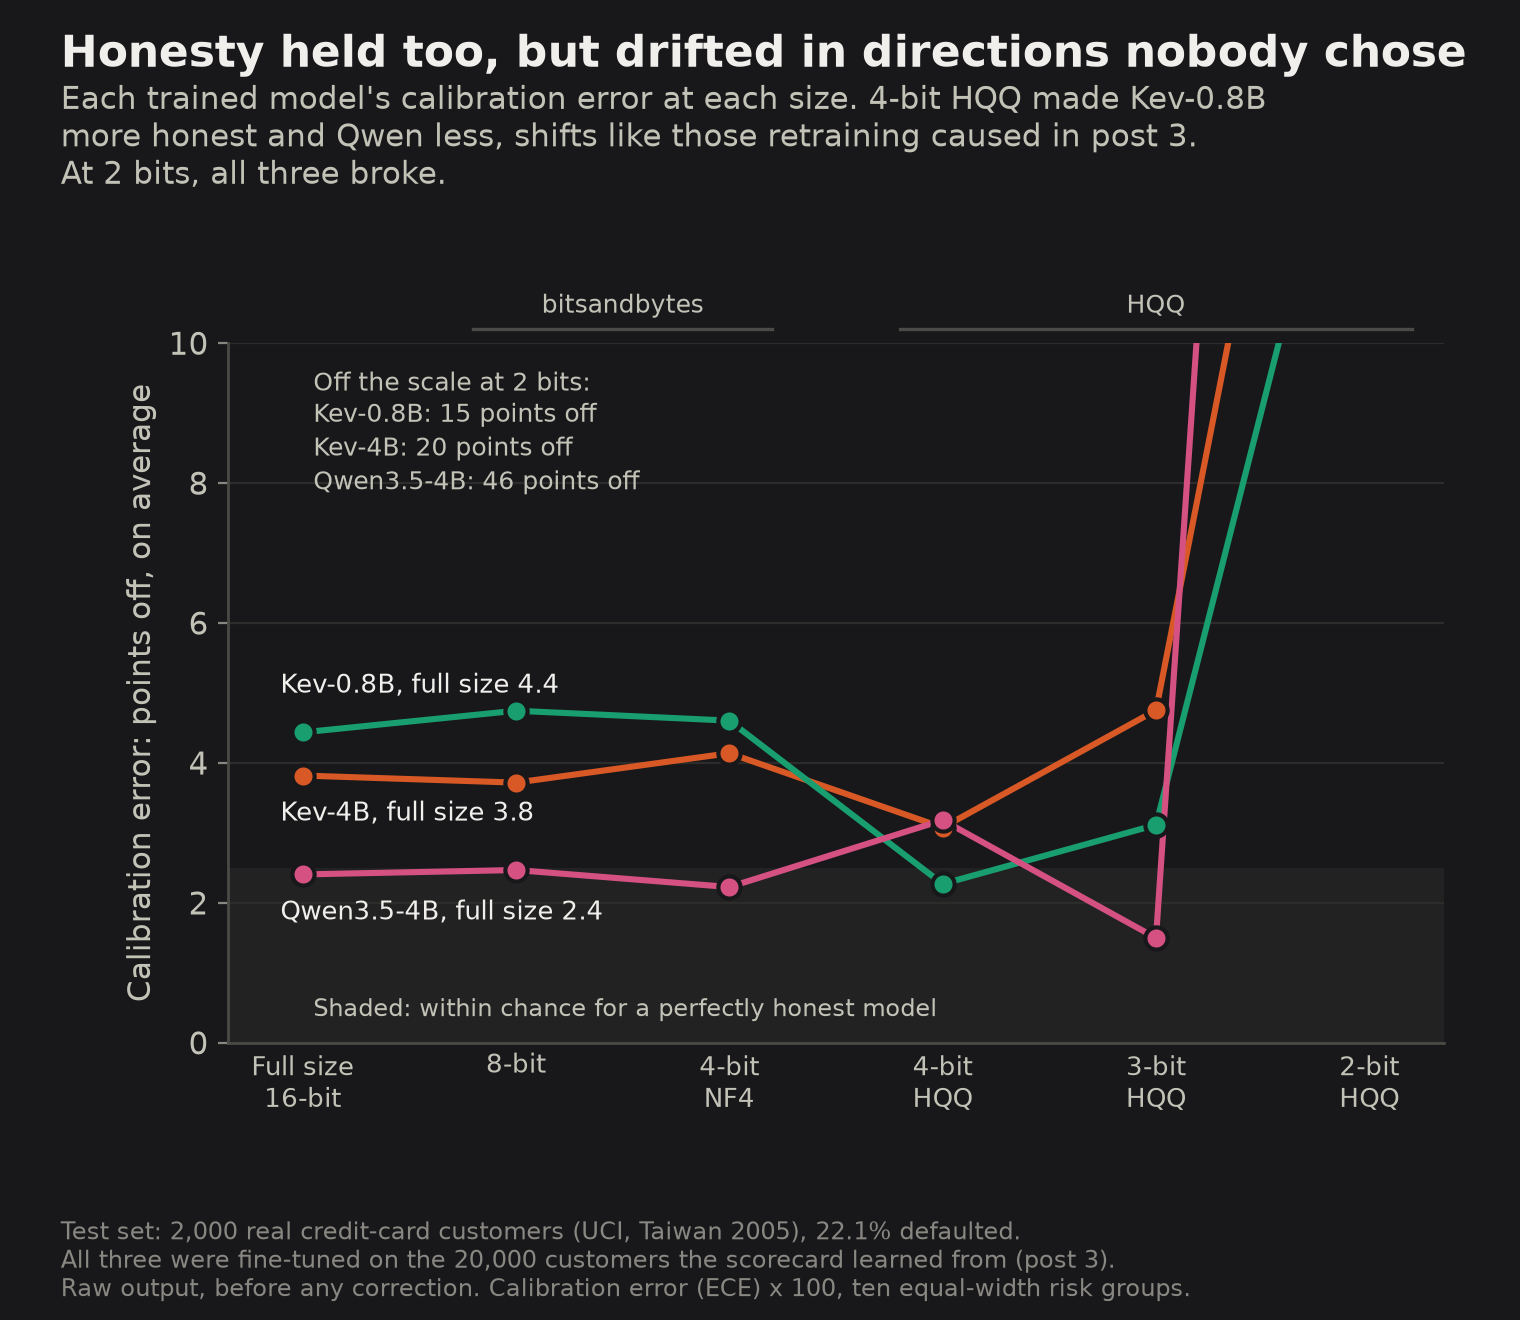 Honesty held too, but drifted in directions nobody chose
Each trained model's calibration error at each size. 4-bit HQQ made Kev-0.8B
more honest and Qwen less, shifts like those retraining caused in post 3.
At 2 bits, all three broke.
bitsandbytes
HQQ
10
8
6
4
2
0
Calibration error: points off, on average
Off the scale at 2 bits:
Kev-0.8B: 15 points off
Kev-4B: 20 points off
Qwen3.5-4B: 46 points off
Kev-0.8B, full size 4.4
Kev-4B, full size 3.8
Qwen3.5-4B, full size 2.4
Shaded: within chance for a perfectly honest model
Full size
16-bit
8-bit
4-bit
NF4
4-bit
HQQ
3-bit
HQQ
2-bit
HQQ
Test set: 2,000 real credit-card customers (UCI, Taiwan 2005), 22.1% defaulted.
All three were fine-tuned on the 20,000 customers the scorecard learned from (post 3).
Raw output, before any correction. Calibration error (ECE) x 100, ten equal-width risk groups.